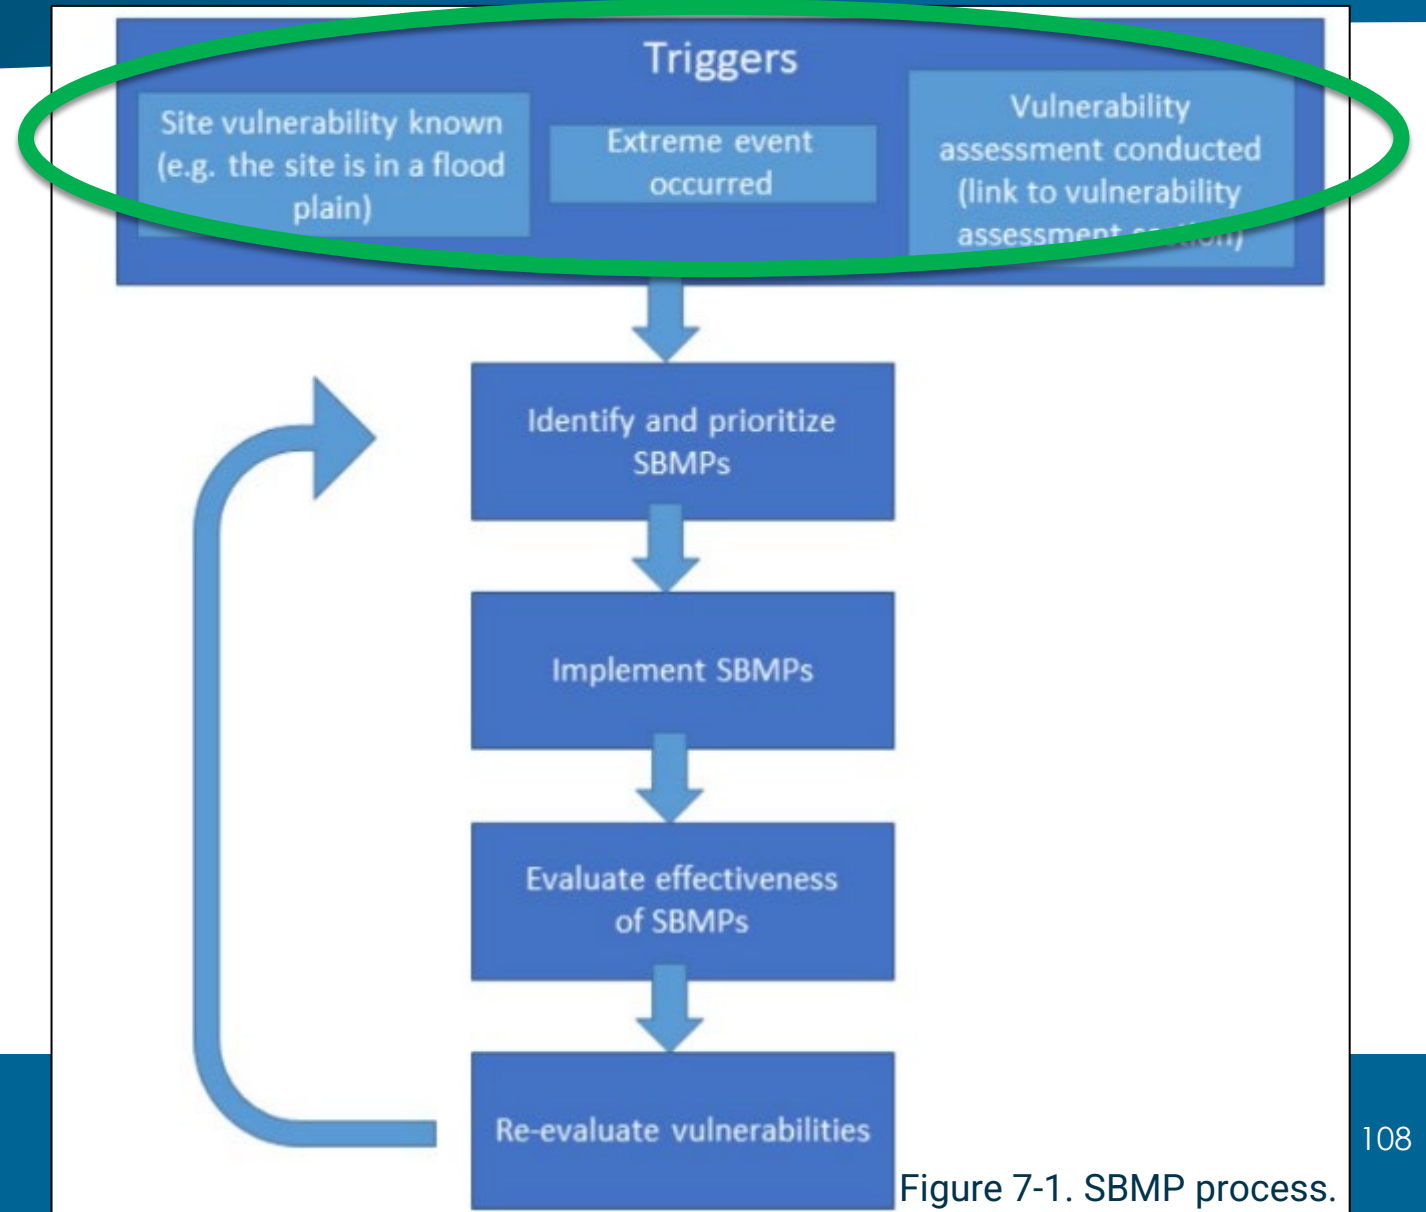 Triggers
Site vulnerability known
(e.g. the site is in a flood
plain)
Extreme event
occurred
Vulnerability
assessment conducted
(link to vulnerability
assessment section)
Identify and prioritize
SBMPs
Implement SBMPs
Evaluate effectiveness
of SBMPs
Re-evaluate vulnerabilities
108
Figure 7-1. SBMP process.